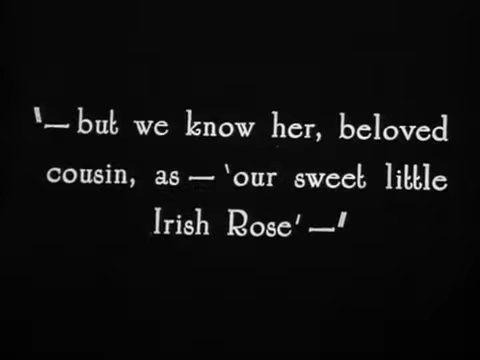 "—but we know her, beloved
cousin, as — 'our sweet little
Irish Rose' —"